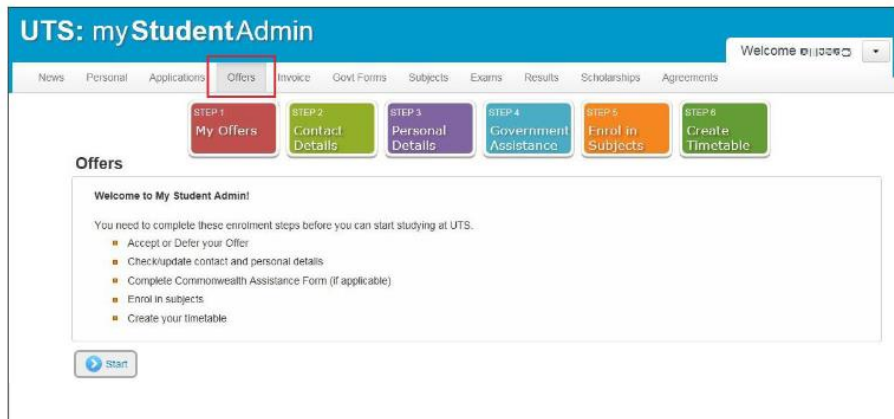 UTS: myStudentAdmin
Welcome
News Personal Applications Offers Invoice Govt Forms Subjects Exams Results Scholarships Agreements
STEP 1 STEP 2 STEP 3 STEP 4 STEP 5 STEP 6
My Offers Contact Personal Government Enrol in Create
Details Details Assistance Subjects Timetable
Offers
Welcome to My Student Admin!
You need to complete these enrolment steps before you can start studying at UTS.
Accept or Defer your Offer
Check/update contact and personal details
Complete Commonwealth Assistance Form (if applicable)
Enrol in subjects
Create your timetable
Start